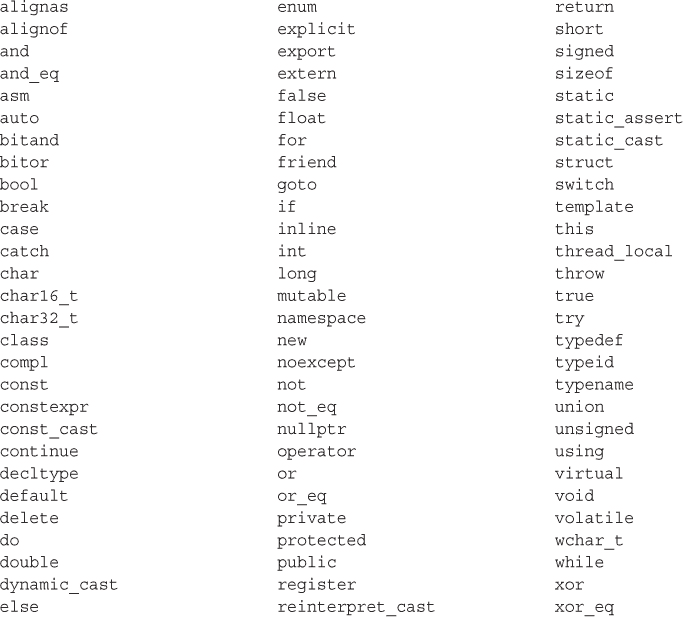 alignas enum return
alignof explicit short
and export signed
and_eq extern sizeof
asm false static
auto float static_assert
bitand for static_cast
bitor friend struct
bool goto switch
break if template
case inline this
catch int thread_local
char long throw
char16_t mutable true
char32_t namespace try
class new typedef
compl noexcept typeid
const not typename
constexpr not_eq union
const_cast nullptr unsigned
continue operator using
decltype or virtual
default or_eq void
delete private volatile
do protected wchar_t
double public while
dynamic_cast register xor
else reinterpret_cast xor_eq